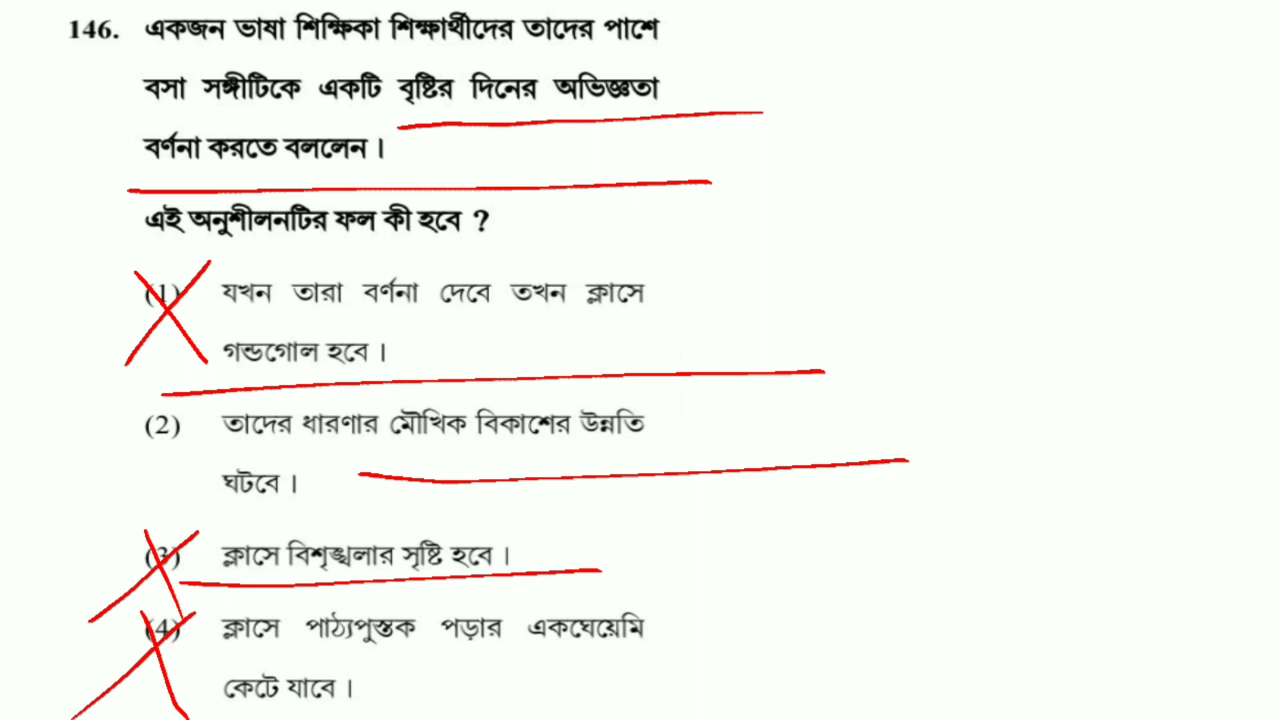 146. একজন ভাষা শিক্ষিকা শিক্ষার্থীদের তাদের পাশে
বসা সঙ্গীটিকে একটি বৃষ্টির দিনের অভিজ্ঞতা
বর্ণনা করতে বললেন।
এই অনুশীলনটির ফল কী হবে ?
(1) যখন তারা বর্ণনা দেবে তখন ক্লাসে
গন্ডগোল হবে।
(2) তাদের ধারণার মৌখিক বিকাশের উন্নতি
ঘটবে।
(3) ক্লাসে বিশৃঙ্খলার সৃষ্টি হবে।
(4) ক্লাসে পাঠ্যপুস্তক পড়ার একঘেয়েমি
কেটে যাবে।